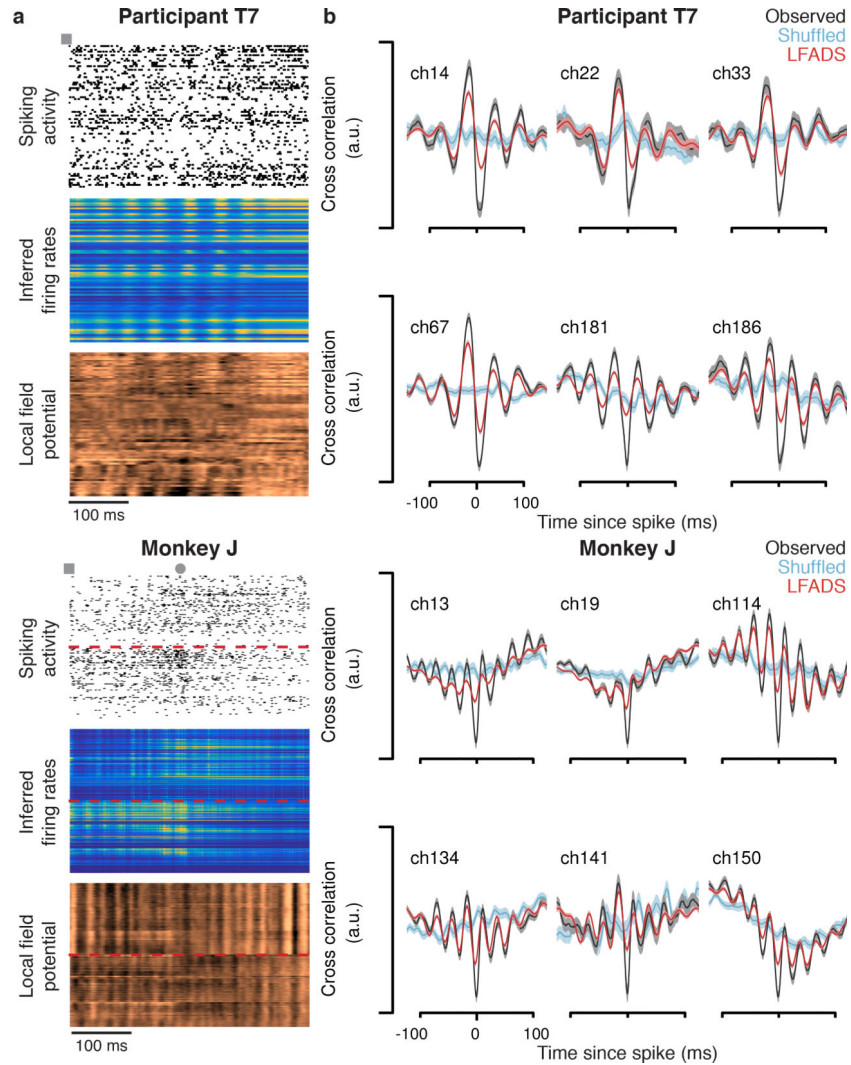 a
Participant T7
Spiking
activity
Inferred
firing rates
Local field
potential
100 ms
b
Participant T7
Observed
Shuffled
LFADS
Cross correlation
(a.u.)
ch14
ch22
ch33
Cross correlation
(a.u.)
ch67
ch181
ch186
-100
0
100
Time since spike (ms)
Monkey J
Spiking
activity
Inferred
firing rates
Local field
potential
100 ms
Monkey J
Observed
Shuffled
LFADS
Cross correlation
(a.u.)
ch13
ch19
ch114
Cross correlation
(a.u.)
ch134
ch141
ch150
-100
0
100
Time since spike (ms)